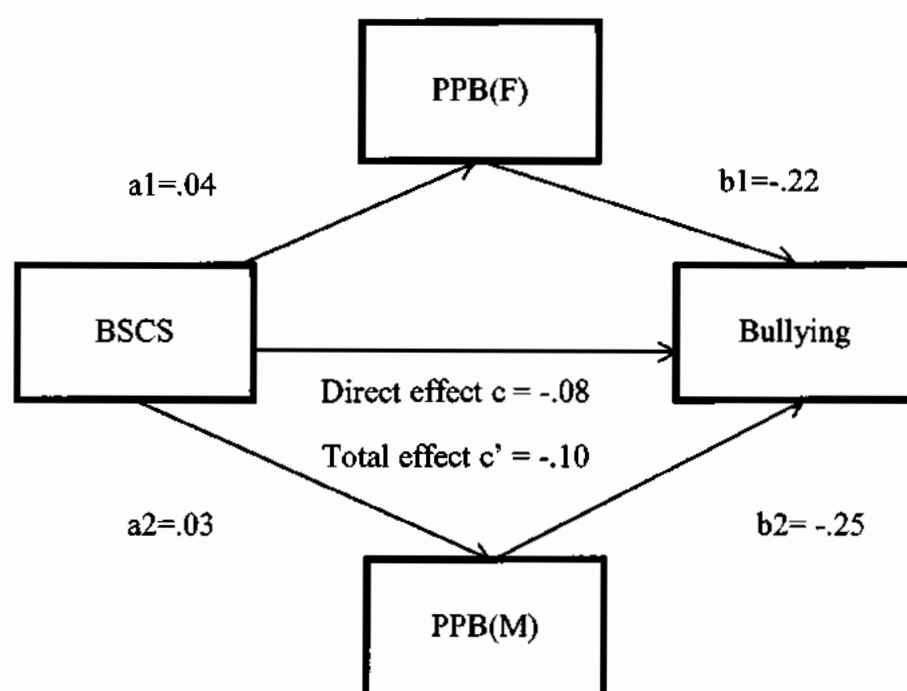 PPB(F)
a1=.04
b1=-.22
BSCS
Bullying
Direct effect c = -.08
Total effect c’ = -.10
a2=.03
b2= -.25
PPB(M)